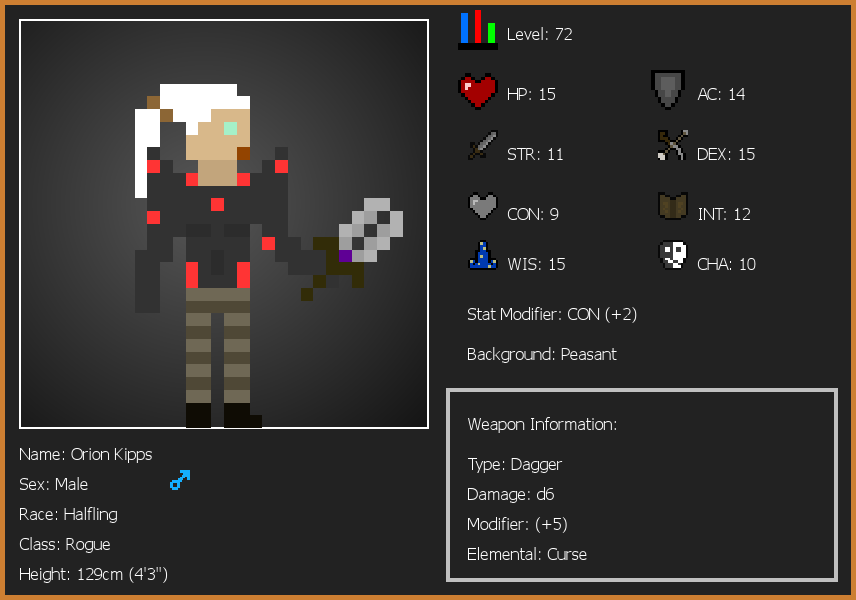 Level: 72
HP: 15
AC: 14
STR: 11
DEX: 15
CON: 9
INT: 12
WIS: 15
CHA: 10
Stat Modifier: CON (+2)
Background: Peasant
Weapon Information:
Type: Dagger
Damage: d6
Modifier: (+5)
Elemental: Curse
Name: Orion Kipps
Sex: Male
Race: Halfling
Class: Rogue
Height: 129cm (4'3")